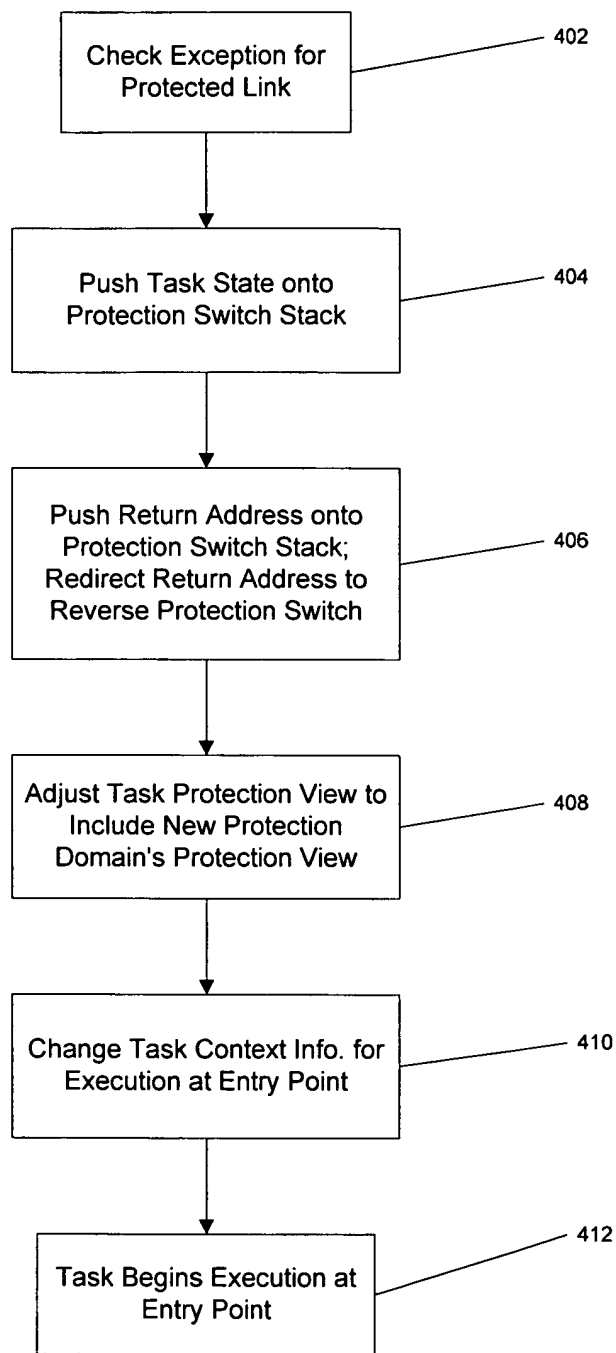 Check Exception for
Protected Link
402
Push Task State onto
Protection Switch Stack
404
Push Return Address onto
Protection Switch Stack;
Redirect Return Address to
Reverse Protection Switch
406
Adjust Task Protection View to
Include New Protection
Domain's Protection View
408
Change Task Context Info. for
Execution at Entry Point
410
Task Begins Execution at
Entry Point
412